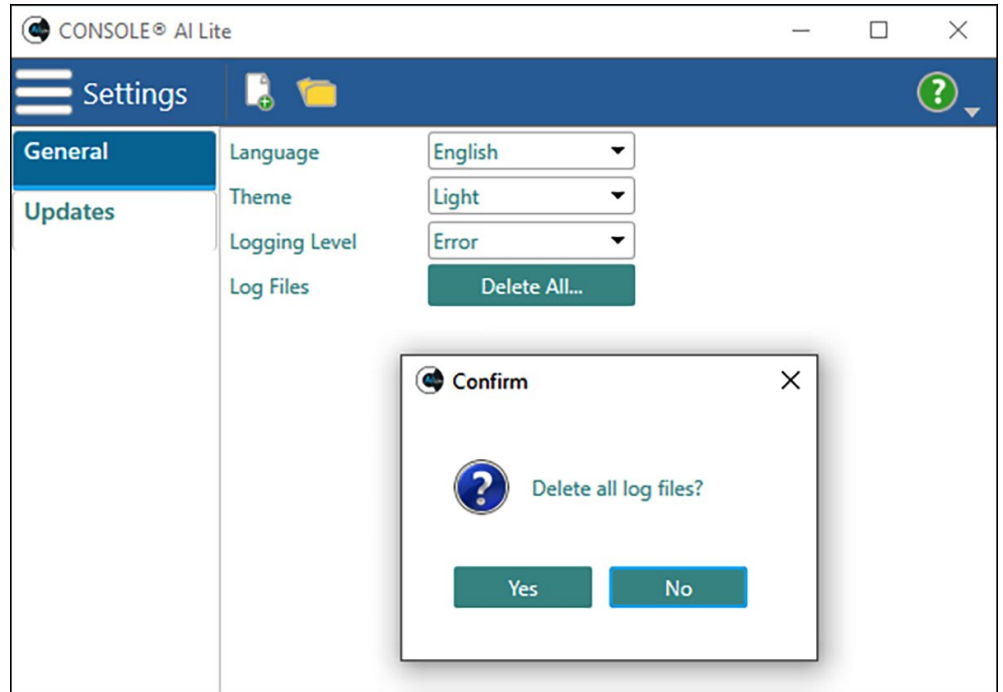 CONSOLE® AI Lite
Settings
General
Updates
Language
English
Theme
Light
Logging Level
Error
Log Files
Delete All...
Confirm
Delete all log files?
Yes
No